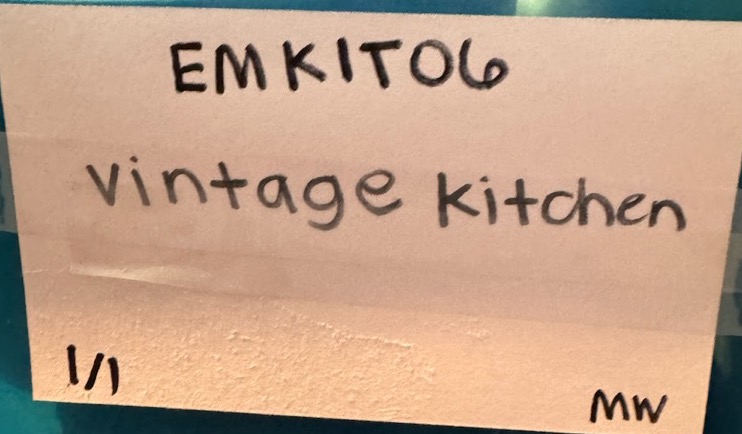 EMKIT06
vintage kitchen
1/1
MW